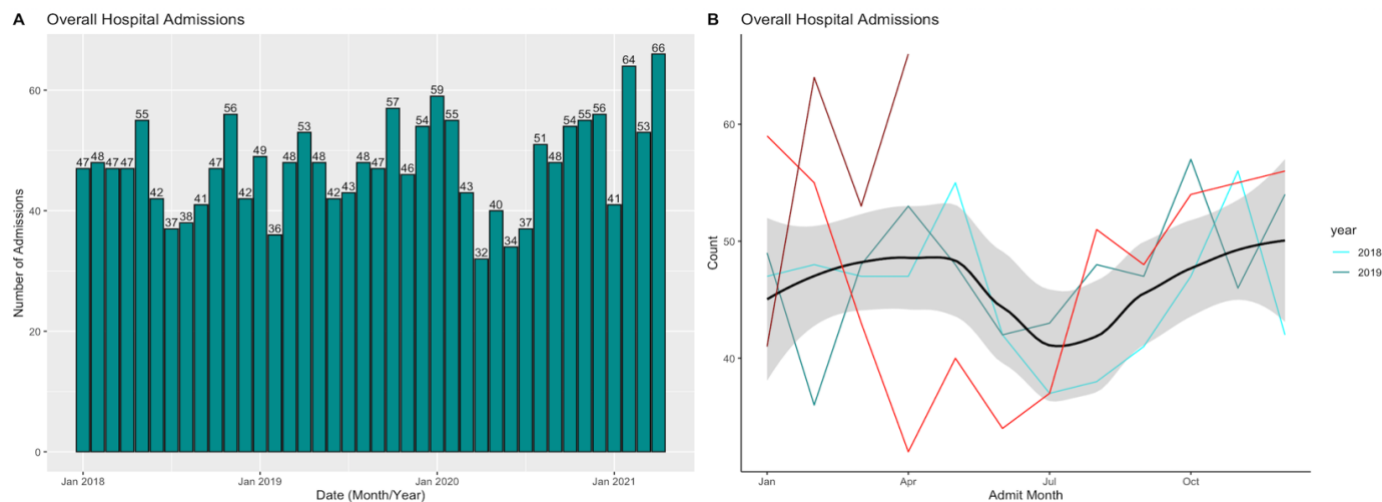 A Overall Hospital Admissions
Number of Admissions
60
40
20
0
47 48 47 47 55 42 37 38 41 47 56 42 49 36 48 53 48 42 43 48 47 57 46 54 59 55 43 32 40 34 37 51 48 54 55 56 41 64 53 66
Jan 2018 Jan 2019 Jan 2020 Jan 2021
Date (Month/Year)
B Overall Hospital Admissions
Count
60
50
40
Jan Apr Jul Oct
Admit Month
year
2018
2019